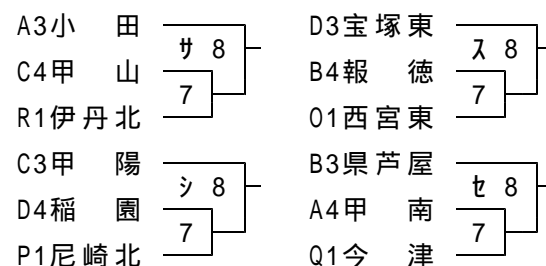 A3小 田
サ 8
C4甲 山
7
R1伊丹北
C3甲 陽
シ 8
D4稲 園
7
P1尼崎北
D3宝塚東
ス 8
B4報 徳
7
O1西宮東
B3県芦屋
セ 8
A4甲 南
7
Q1今 津